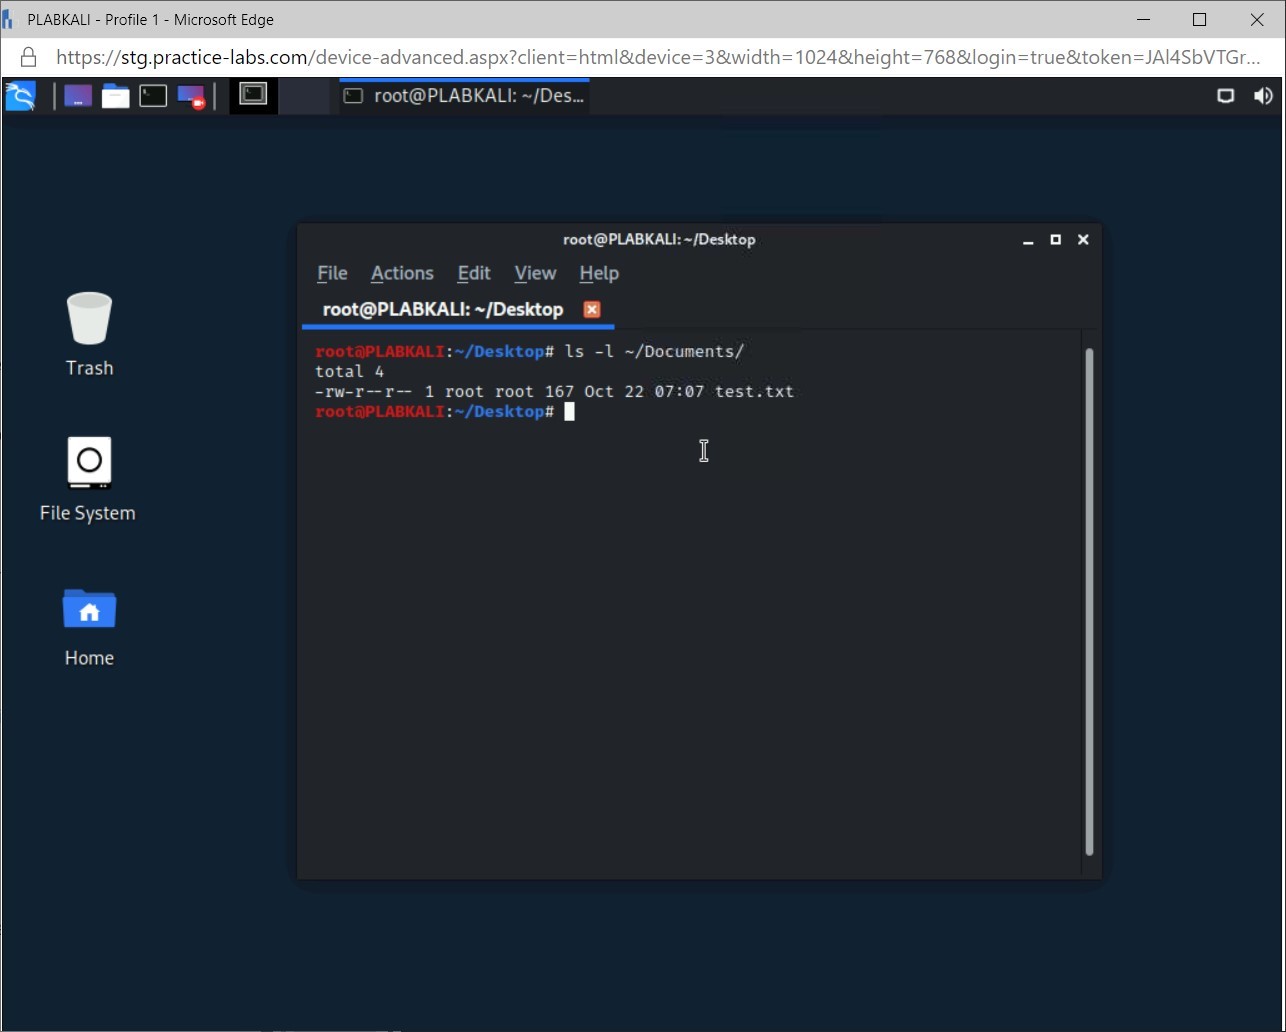 PLABKALI - Profile 1 - Microsoft Edge
https://stg.practice-labs.com/device-advanced.aspx?client=html&device=3&width=1024&height=768&login=true&token=JAl4SbVTGr...
root@PLABKALI: ~/Des...
root@PLABKALI: ~/Desktop
File Actions Edit View Help
root@PLABKALI: ~/Desktop
root@PLABKALI:~/Desktop# ls -l ~/Documents/
total 4
-rw-r--r-- 1 root root 167 Oct 22 07:07 test.txt
root@PLABKALI:~/Desktop#
Trash
File System
Home